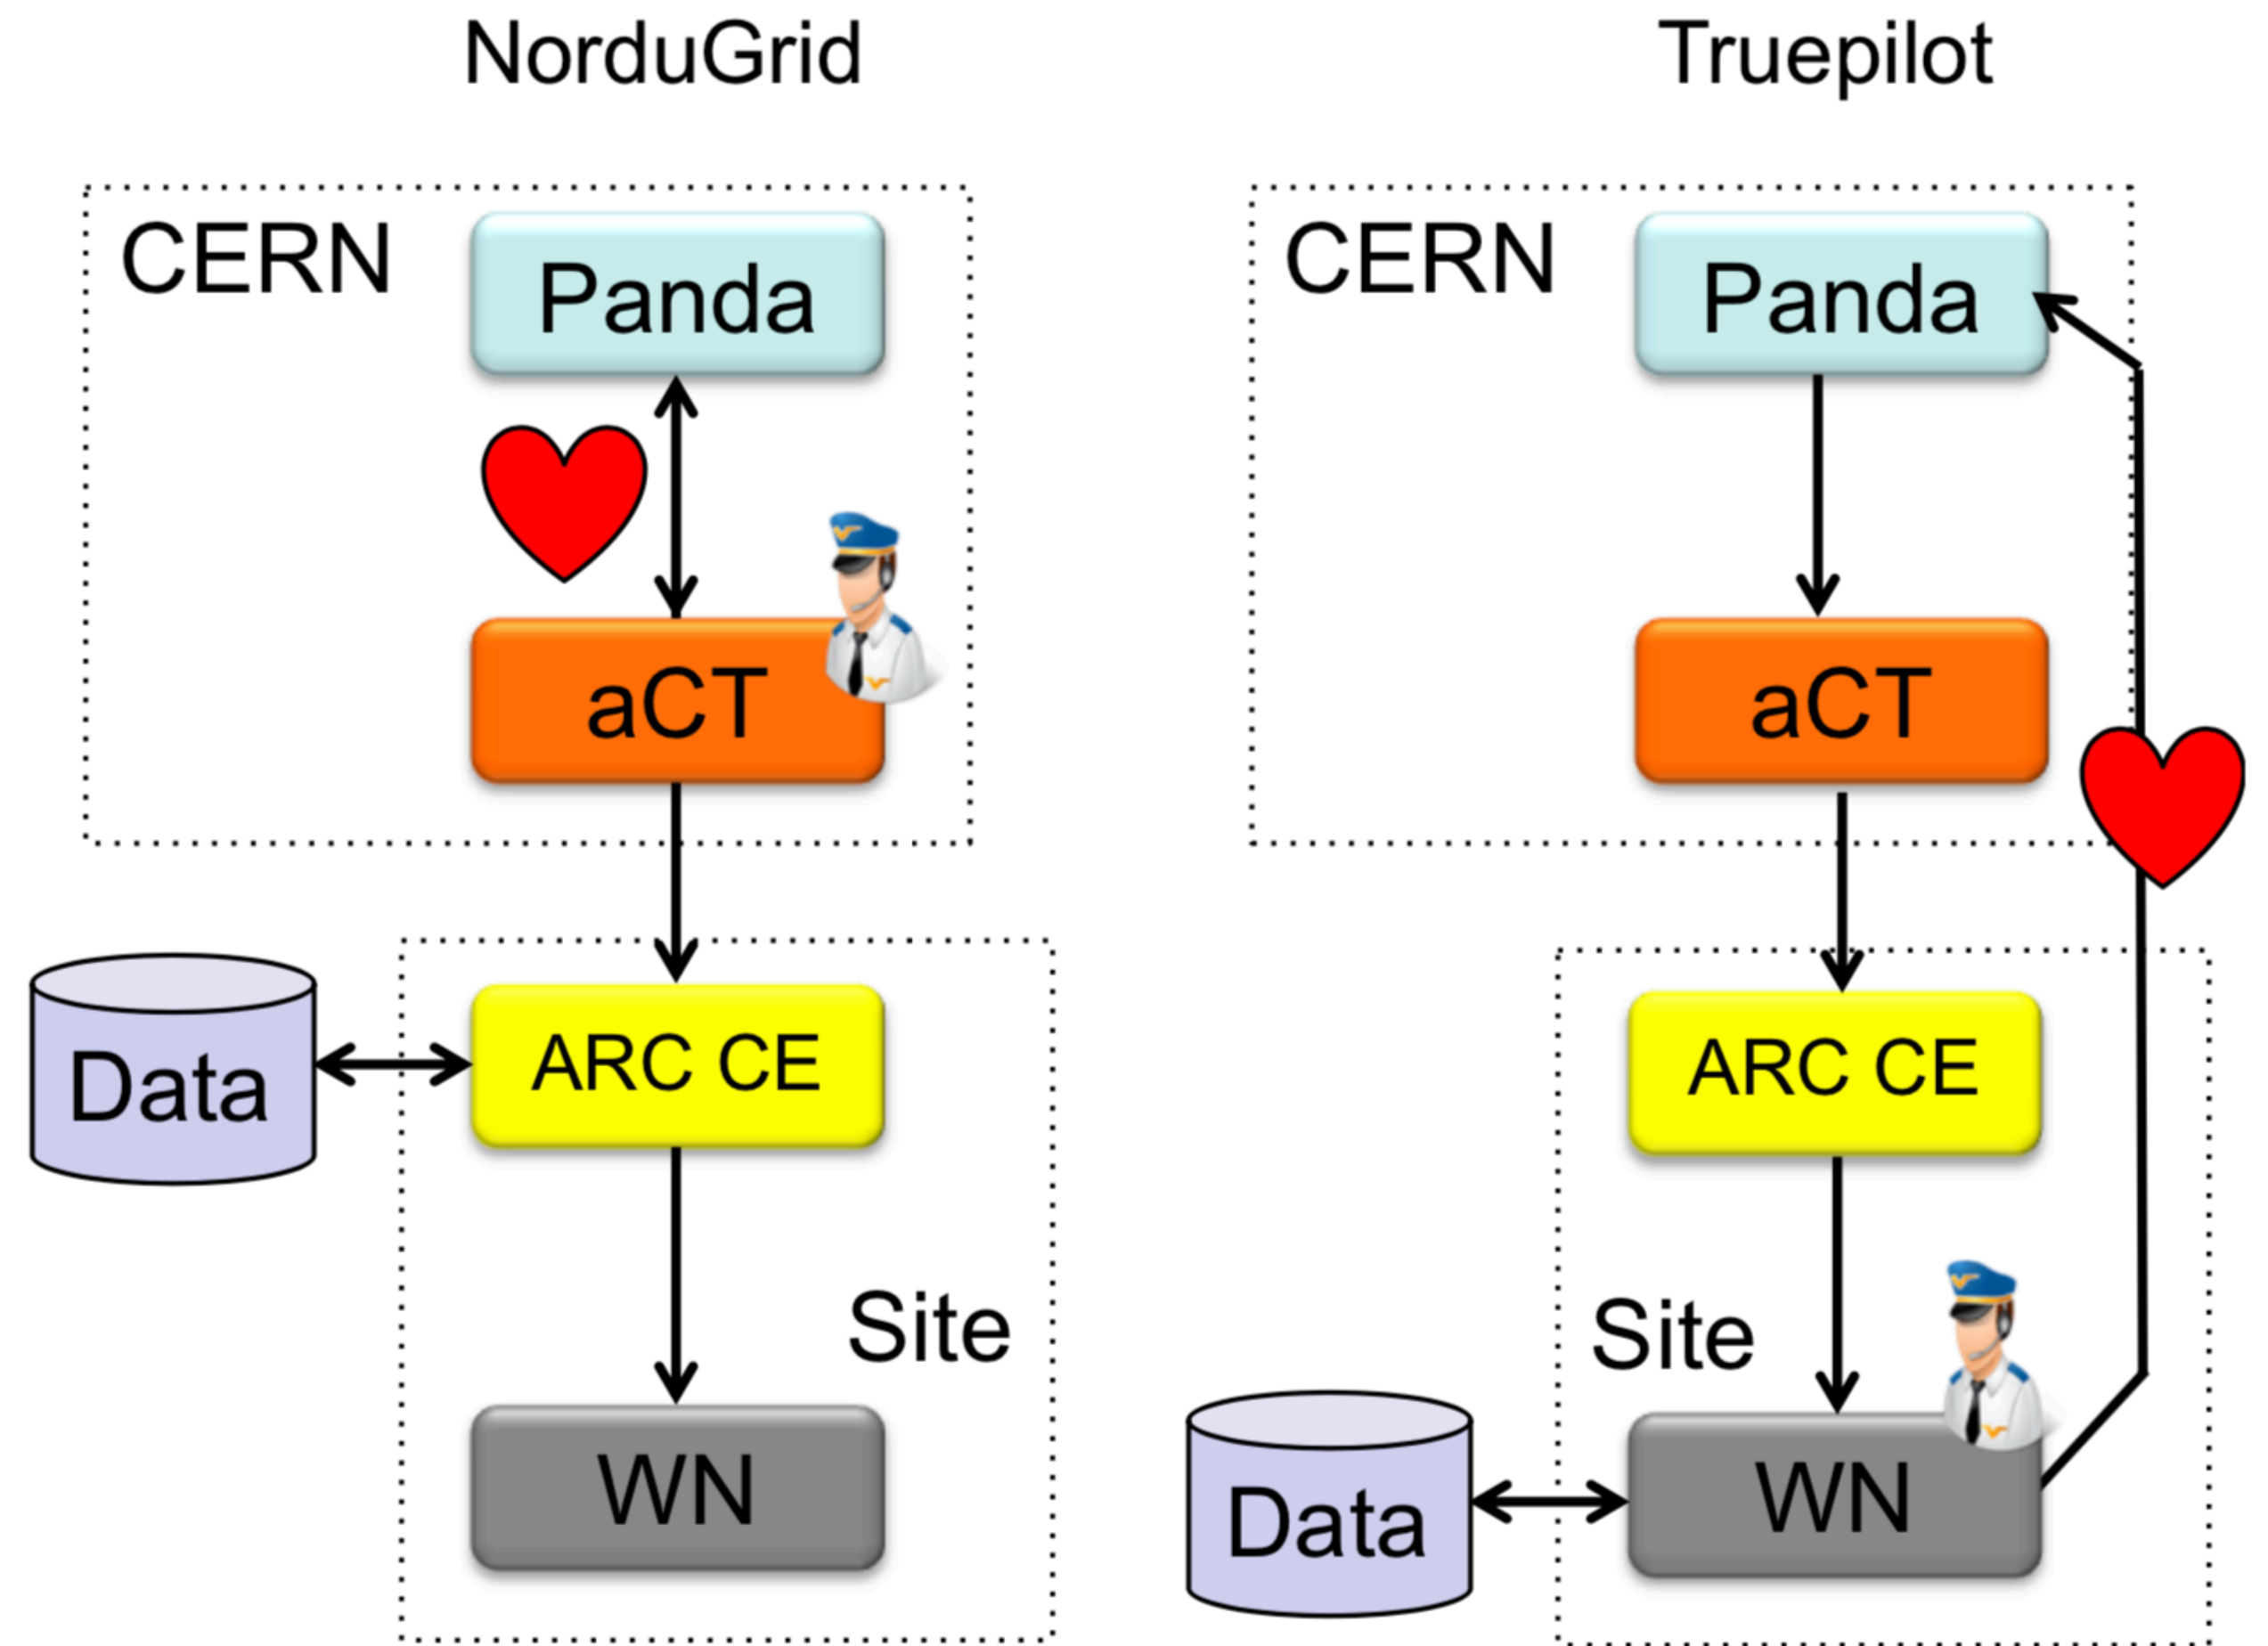 NorduGrid
CERN
Panda
aCT
Data
ARC CE
Site
WN
Truepilot
CERN
Panda
aCT
ARC CE
Site
Data
WN